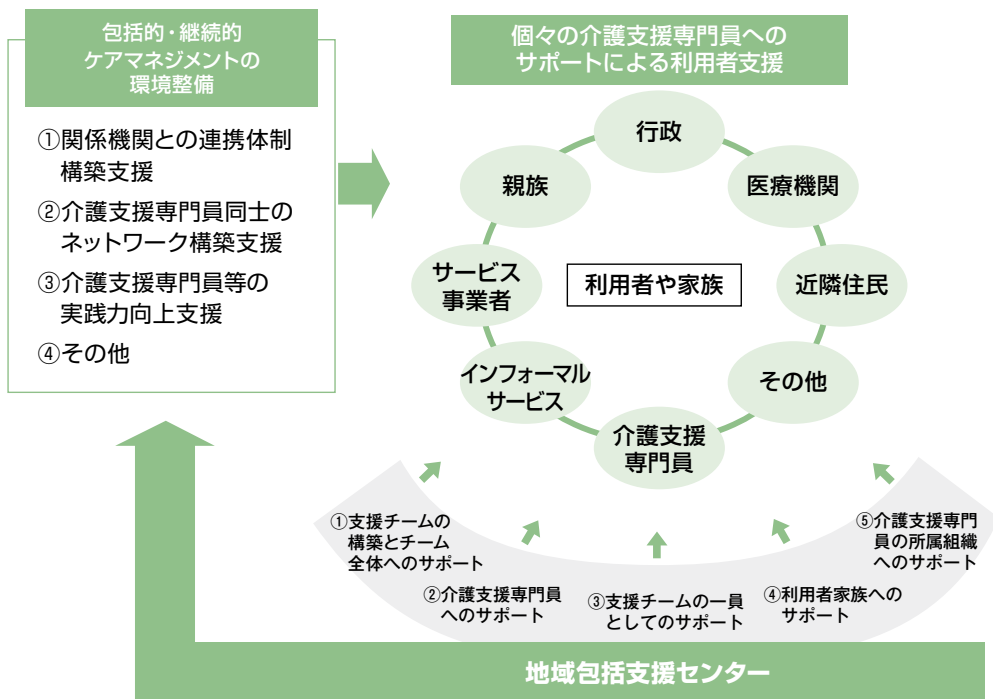 包括的・継続的
ケアマネジメントの
環境整備
①関係機関との連携体制
構築支援
②介護支援専門員同士の
ネットワーク構築支援
③介護支援専門員等の
実践力向上支援
④その他
個々の介護支援専門員への
サポートによる利用者支援
行政
親族
医療機関
サービス
事業者
利用者や家族
近隣住民
インフォーマル
サービス
その他
介護支援
専門員
①支援チームの
構築とチーム
全体へのサポート
②介護支援専門員
へのサポート
③支援チームの一員
としてのサポート
④利用者家族への
サポート
⑤介護支援専門
員の所属組織
へのサポート
地域包括支援センター